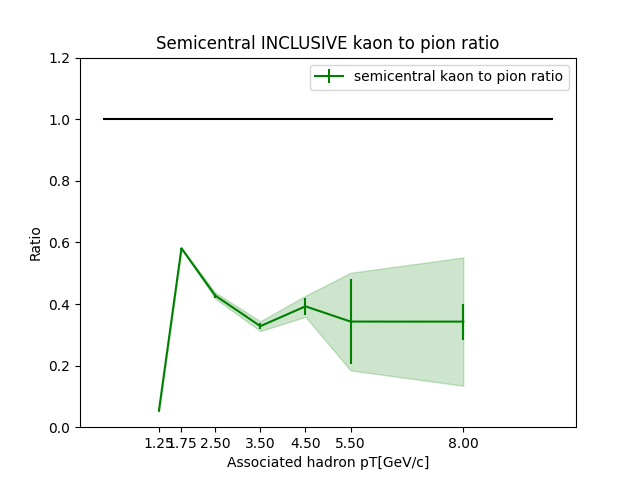 Semicentral INCLUSIVE kaon to pion ratio
semicentral kaon to pion ratio
1.2
1.0
0.8
0.6
0.4
0.2
0.0
Ratio
1.25 1.75 2.50 3.50 4.50 5.50 8.00
Associated hadron pT[GeV/c]